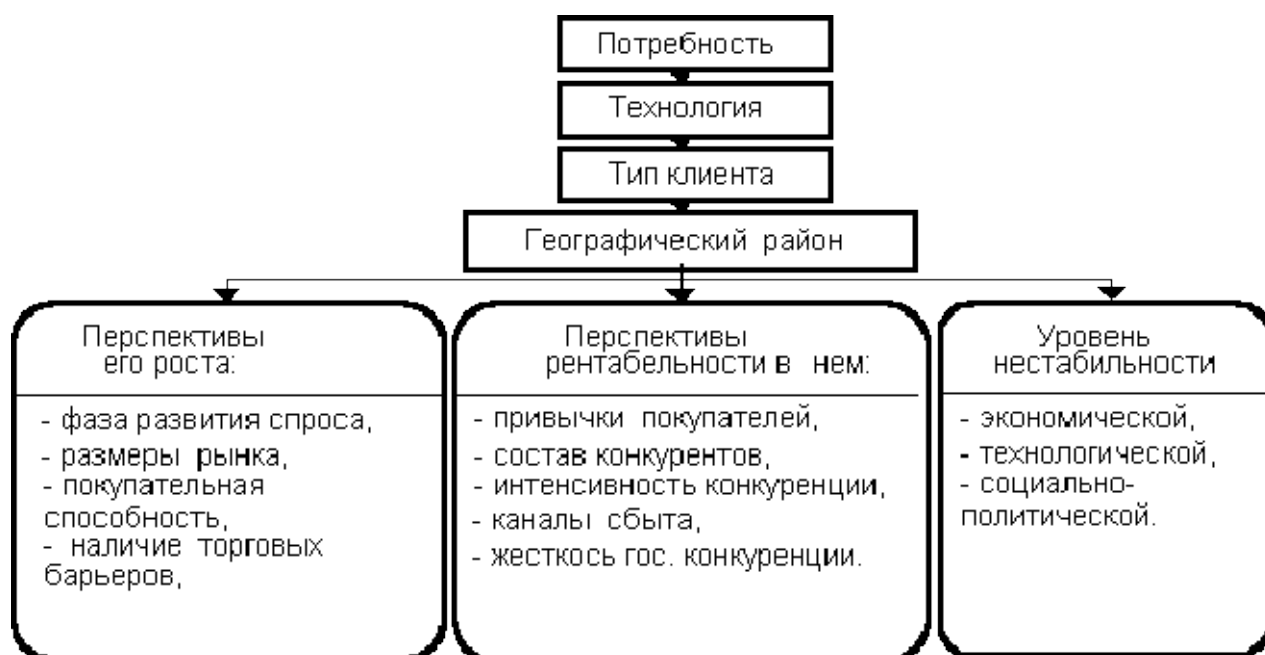 Потребность
Технология
Тип клиента
Географический район
Перспективы
его роста:
- фаза развития спроса,
- размеры рынка,
- покупательная
способность,
- наличие торговых
барьеров,
Перспективы
рентабельности в нем:
- привычки покупателей,
- состав конкурентов,
- интенсивность конкуренции,
- каналы сбыта,
- жесткось гос. конкуренции.
Уровень
нестабильности
- экономической,
- технологической,
- социально-
политической.